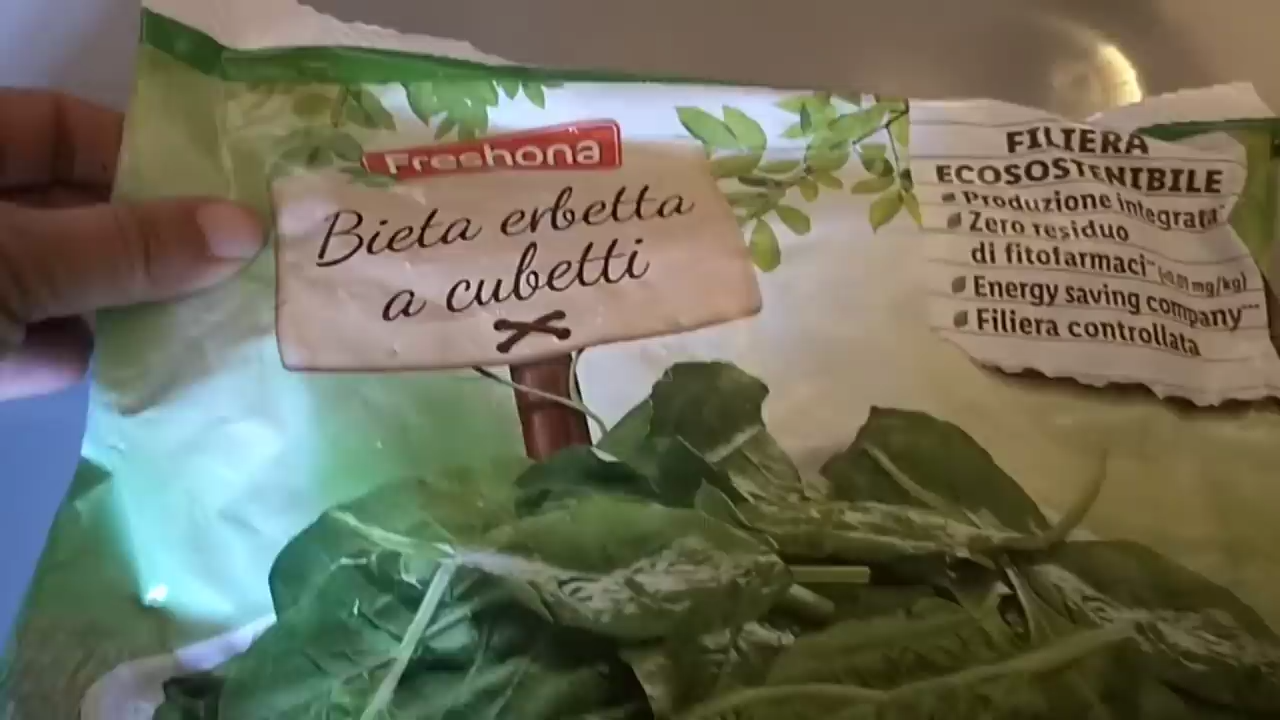 Freshona
Bieta erbetta
a cubetti
FILIERA
ECOSOSTENIBILE
Produzione integrata*
Zero residuo
di fitofarmaci** (<0,01 mg/kg)
Energy saving company***
Filiera controllata